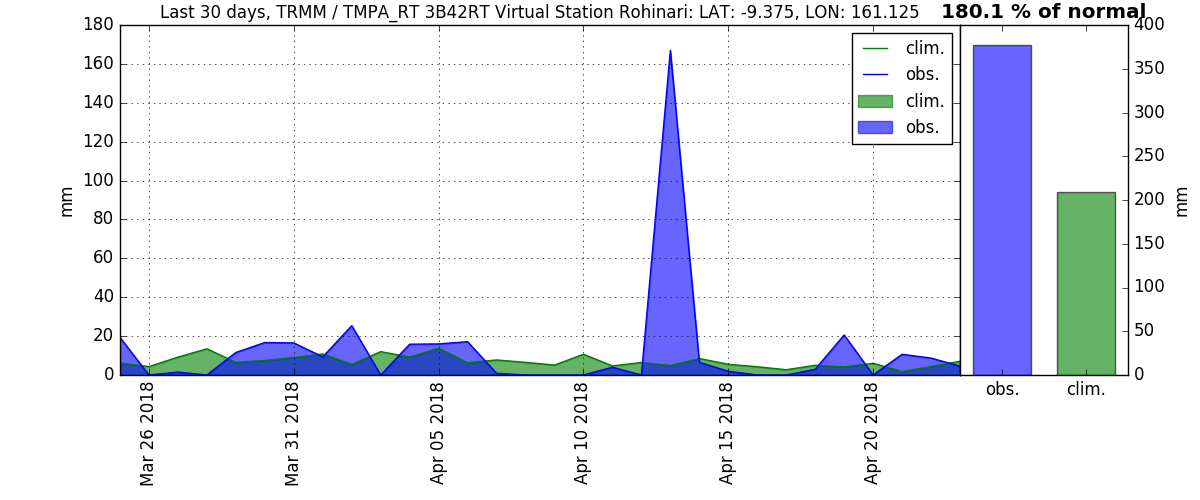 Last 30 days, TRMM / TMPA_RT 3B42RT Virtual Station Rohinari: LAT: -9.375, LON: 161.125
180.1 % of normal
180
160
140
120
100
80
60
40
20
0
mm
clim.
obs.
clim.
obs.
Mar 26 2018
Mar 31 2018
Apr 05 2018
Apr 10 2018
Apr 15 2018
Apr 20 2018
400
350
300
250
200
150
100
50
0
mm
obs.
clim.